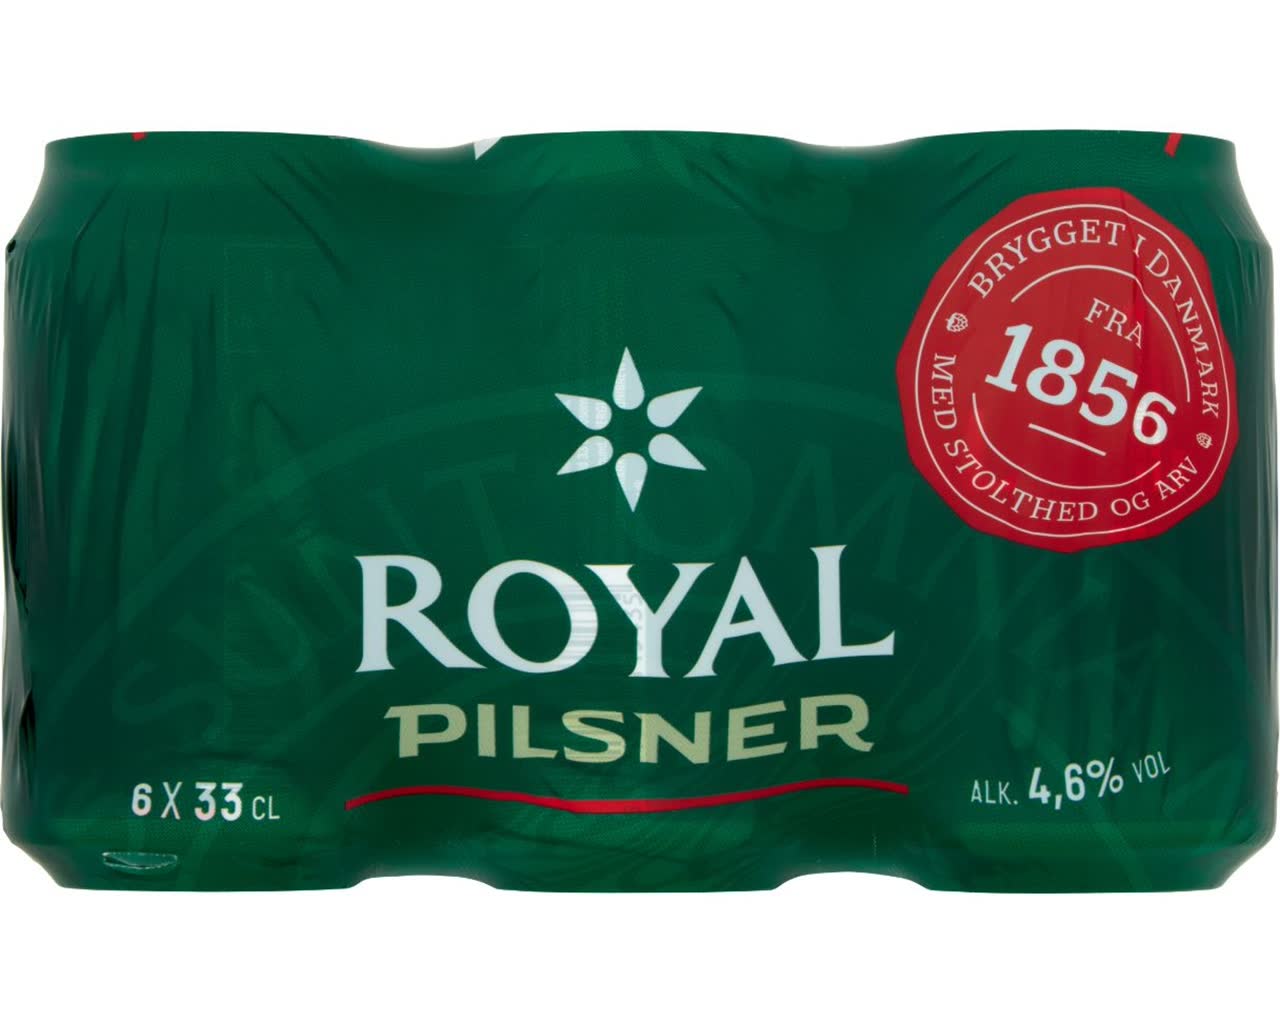 BRYGGET I DANMARK
FRA
1856
MED STOLTHED OG ARV
ROYAL
PILSNER
6 X 33 CL
ALK. 4,6% VOL